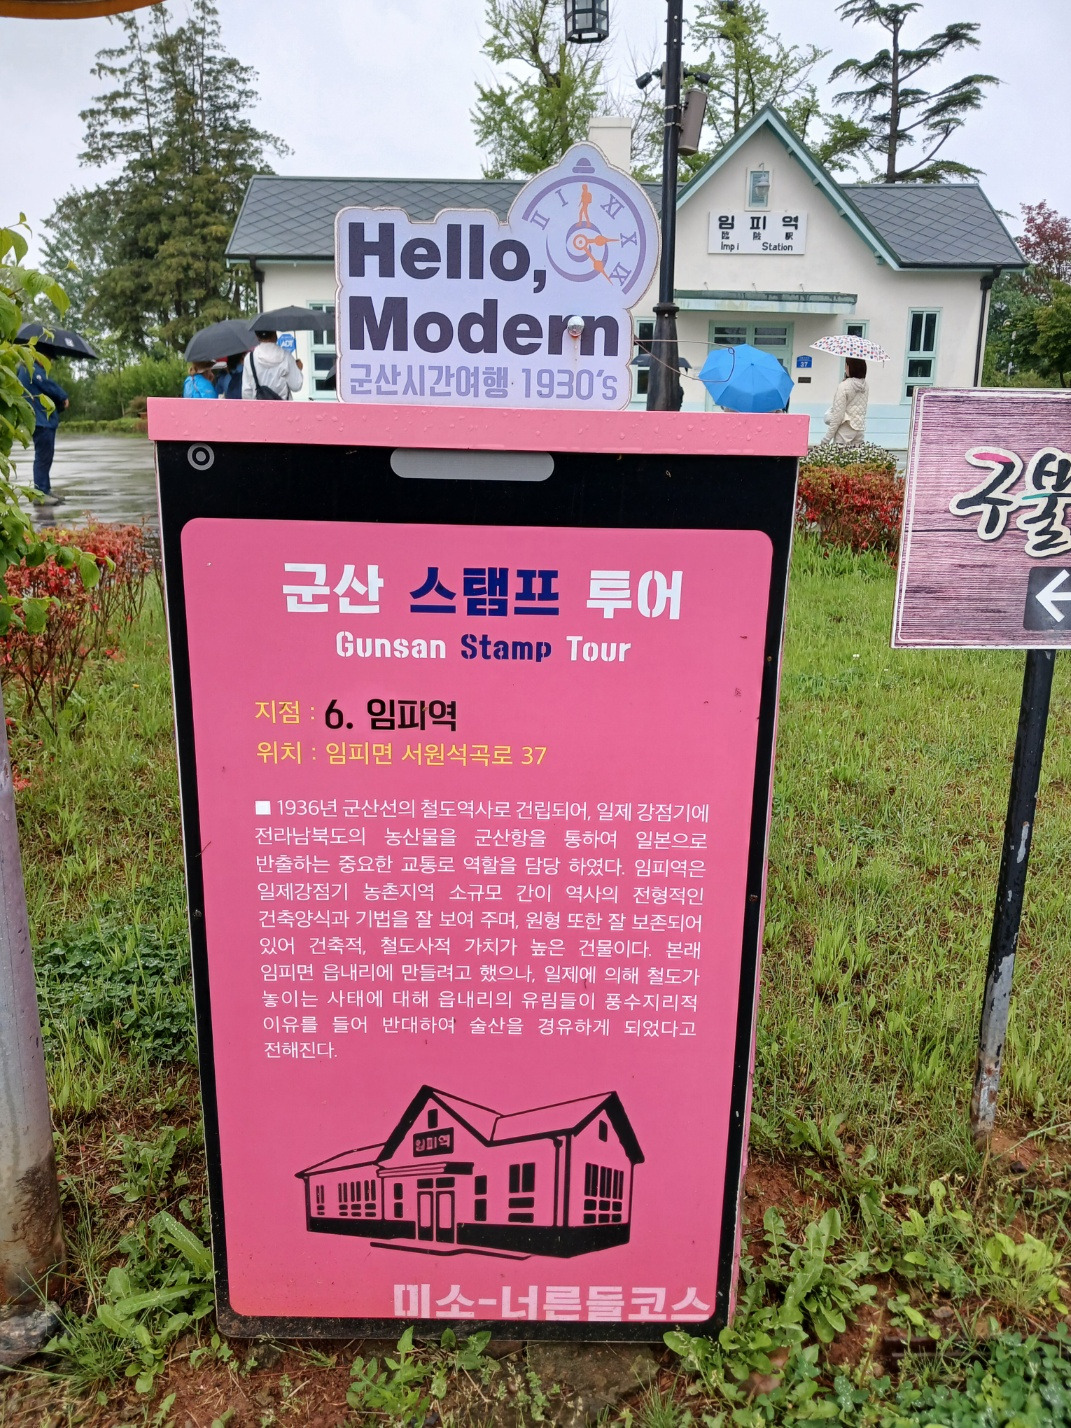 임피역
臨陂驛
Impi Station
Hello,
Modern
군산시간여행 1930's
37
구불
군산 스탬프 투어
Gunsan Stamp Tour
지점 : 6. 임피역
위치 : 임피면 서원석곡로 37
■ 1936년 군산선의 철도역사로 건립되어, 일제 강점기에
전라남북도의 농산물을 군산항을 통하여 일본으로
반출하는 중요한 교통로 역할을 담당 하였다. 임피역은
일제강점기 농촌지역 소규모 간이 역사의 전형적인
건축양식과 기법을 잘 보여 주며, 원형 또한 잘 보존되어
있어 건축적, 철도사적 가치가 높은 건물이다. 본래
임피면 읍내리에 만들려고 했으나, 일제에 의해 철도가
놓이는 사태에 대해 읍내리의 유림들이 풍수지리적
이유를 들어 반대하여 술산을 경유하게 되었다고
전해진다.
임피역
미소-너른들코스